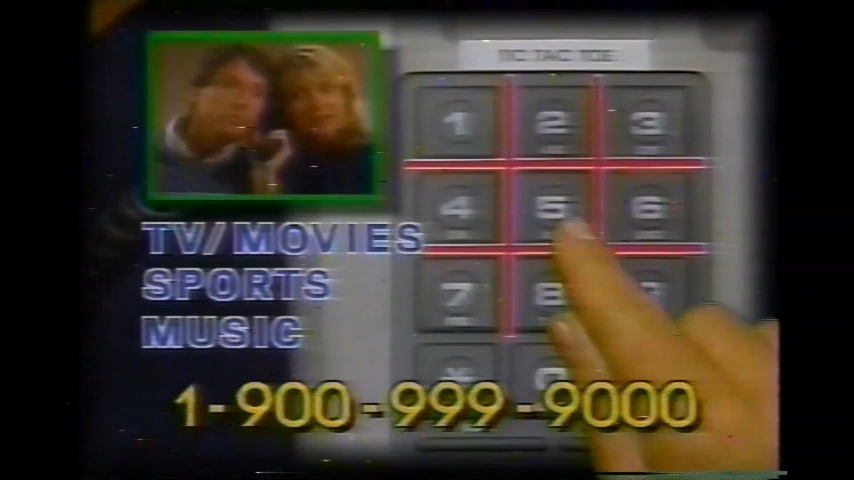 TIC TAC TOE
1 2 3
4 5 6
7 8
TV/MOVIES
SPORTS
MUSIC
1-900-999-9000